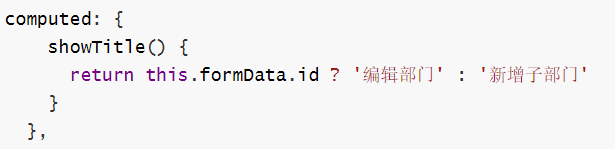 computed: {
    showTitle() {
      return this.formData.id ? '编辑部门' : '新增子部门'
    }
  },